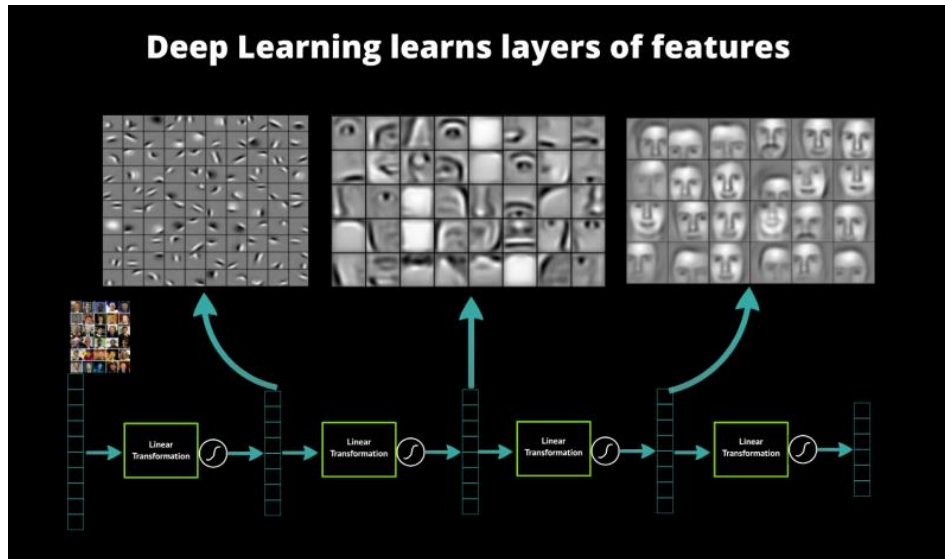 Deep Learning learns layers of features
Linear
Transformation
Linear
Transformation
Linear
Transformation
Linear
Transformation